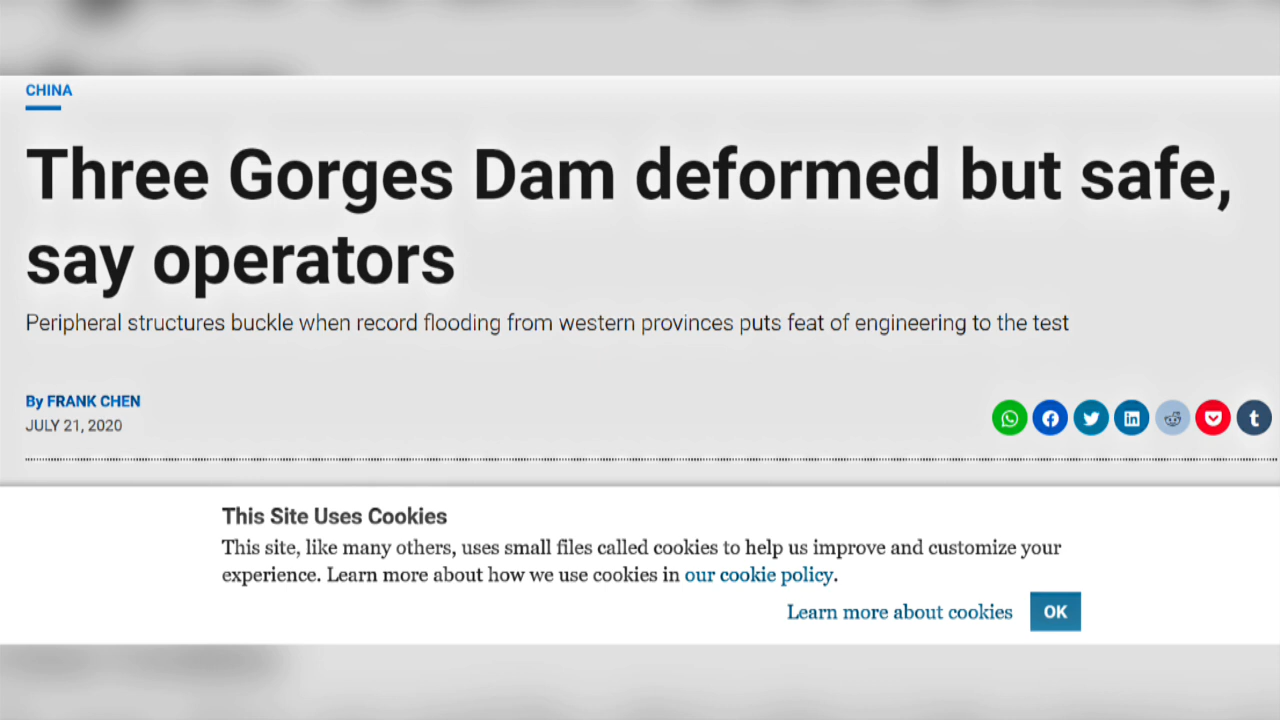 CHINA
Three Gorges Dam deformed but safe,
say operators
Peripheral structures buckle when record flooding from western provinces puts feat of engineering to the test
By FRANK CHEN
JULY 21, 2020
This Site Uses Cookies
This site, like many others, uses small files called cookies to help us improve and customize your
experience. Learn more about how we use cookies in our cookie policy.
Learn more about cookies OK